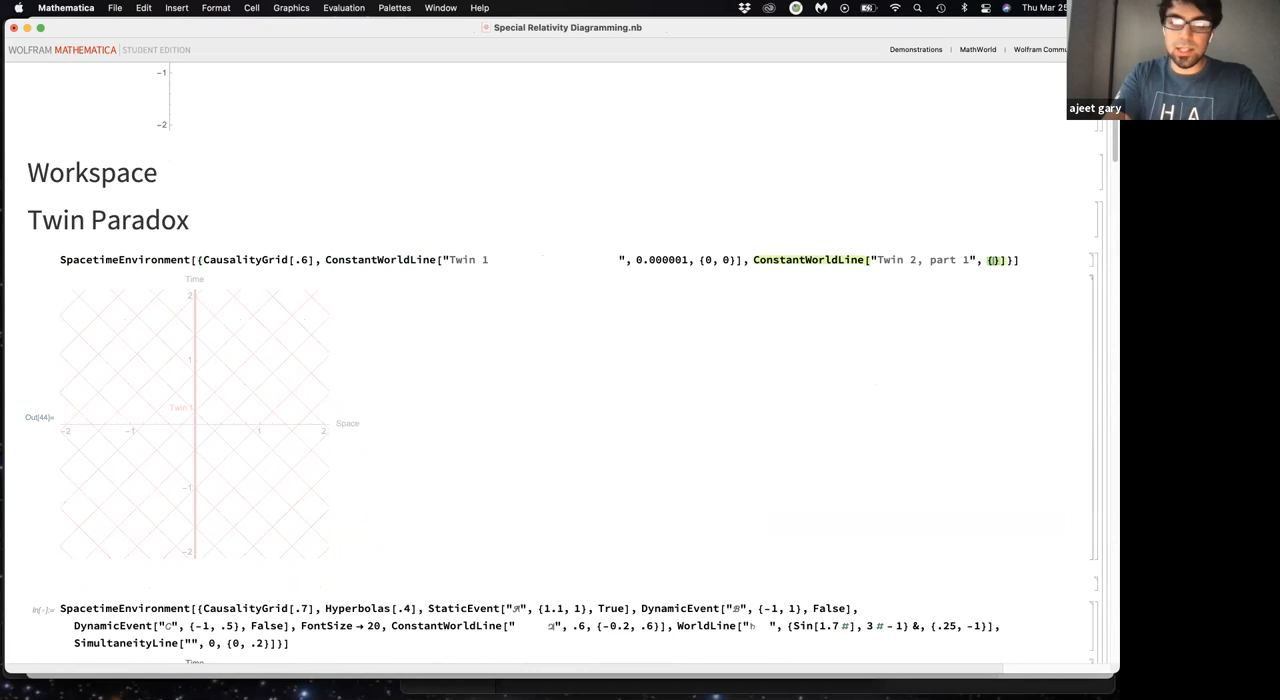 Mathematica File Edit Insert Format Cell Graphics Evaluation Palettes Window Help Thu Mar 25
Special Relativity Diagramming.nb
WOLFRAM MATHEMATICA | STUDENT EDITION Demonstrations | MathWorld | Wolfram Commu
ajeet gary
H A
-1
-2
Workspace
Twin Paradox
SpacetimeEnvironment[{CausalityGrid[.6], ConstantWorldLine["Twin 1 ", 0.000001, {0, 0}], ConstantWorldLine["Twin 2, part 1", {}]}]
Time
2
1
Twin 1
Out[44]=
-2 -1 1 2 Space
-1
-2
In[•]:= SpacetimeEnvironment[{CausalityGrid[.7], Hyperbolas[.4], StaticEvent["𝒜", {1.1, 1}, True], DynamicEvent["ℬ", {-1, 1}, False],
DynamicEvent["𝒞", {-1, .5}, False], FontSize → 20, ConstantWorldLine[" ♃", .6, {-0.2, .6}], WorldLine["♄ ", {Sin[1.7 #], 3 # - 1} &, {.25, -1}],
SimultaneityLine["", 0, {0, .2}]}]
Time